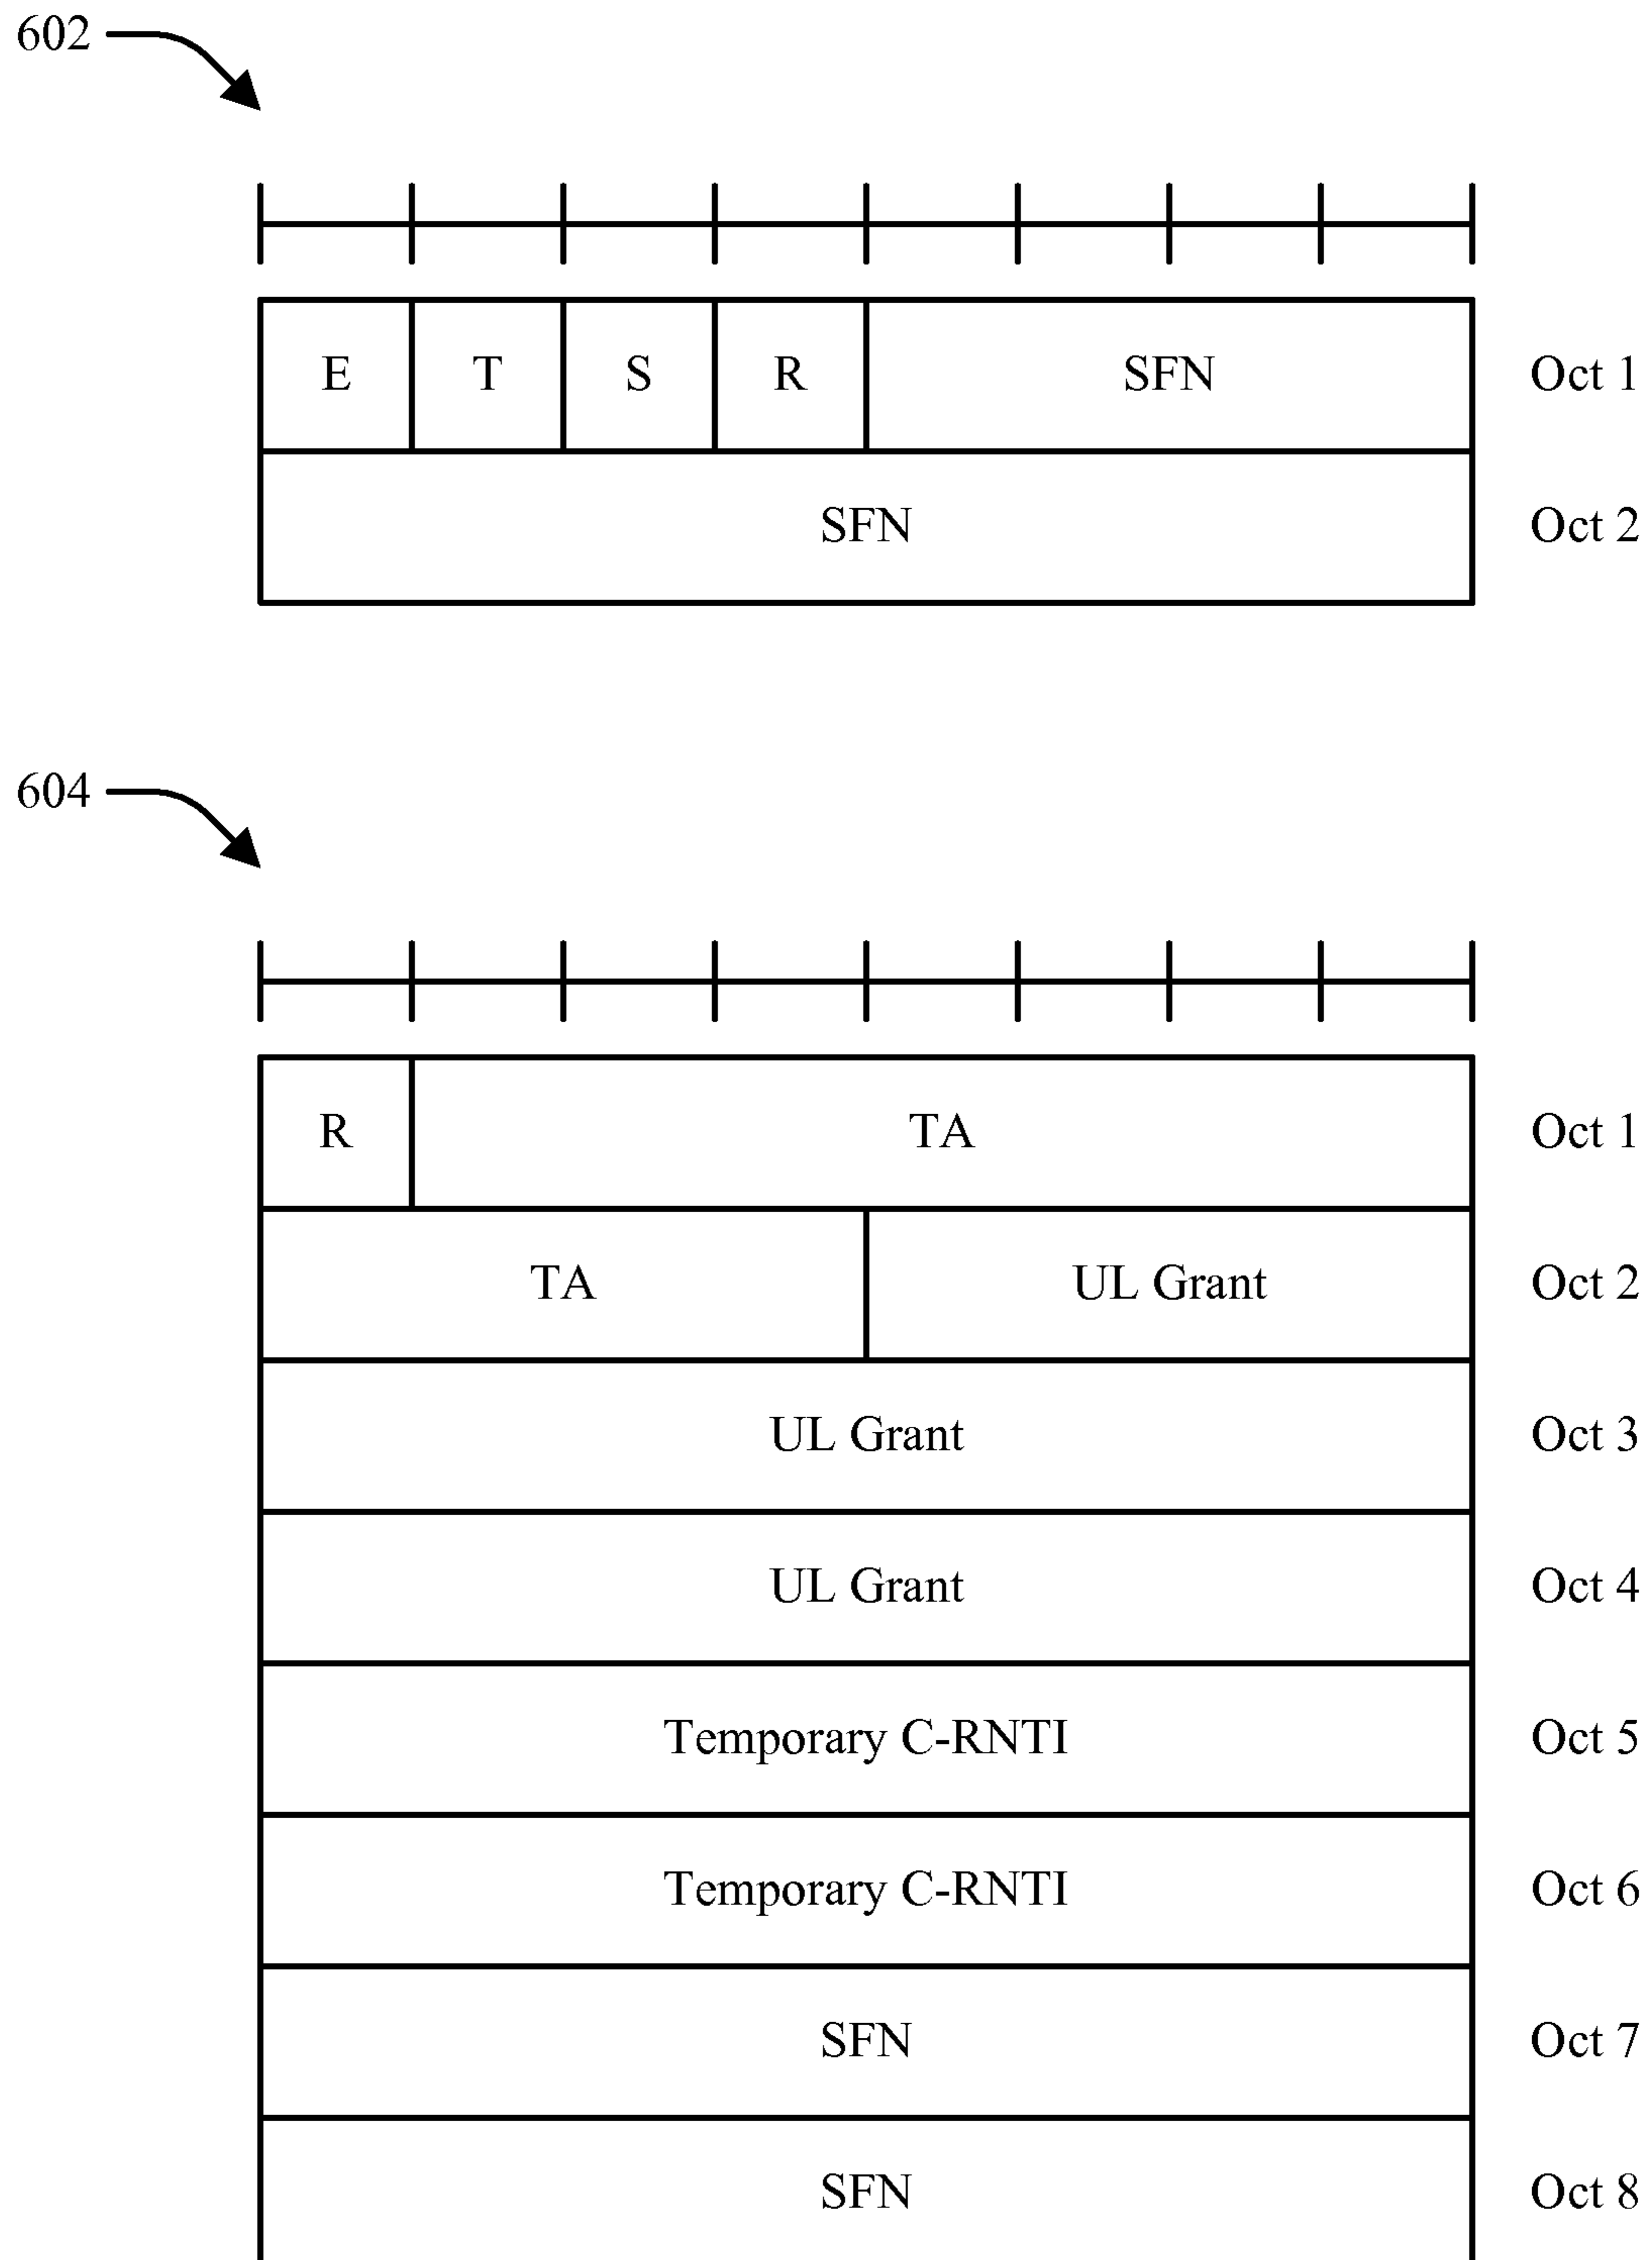 602
E T S R SFN Oct 1
SFN Oct 2
604
R TA Oct 1
TA UL Grant Oct 2
UL Grant Oct 3
UL Grant Oct 4
Temporary C-RNTI Oct 5
Temporary C-RNTI Oct 6
SFN Oct 7
SFN Oct 8